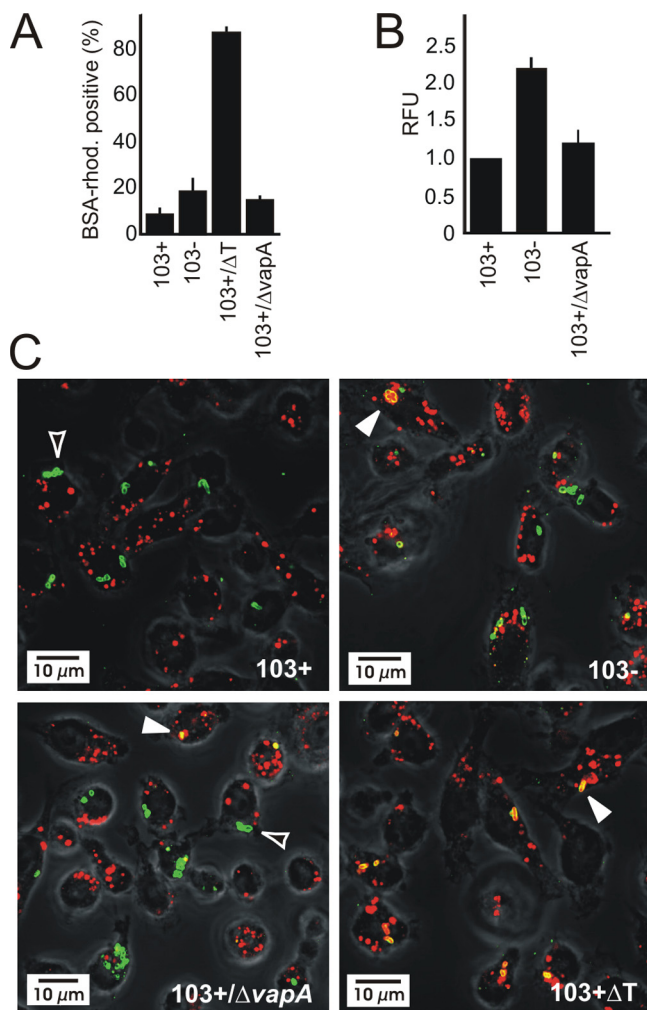 A
BSA-rhod. positive (%)
80
60
40
20
0
103+
103-
103+/ΔT
103+/ΔvapA
B
RFU
2.5
2.0
1.5
1.0
0.5
0
103+
103-
103+/ΔvapA
C
10 µm
103+
10 µm
103-
10 µm
103+/ΔvapA
10 µm
103+ΔT